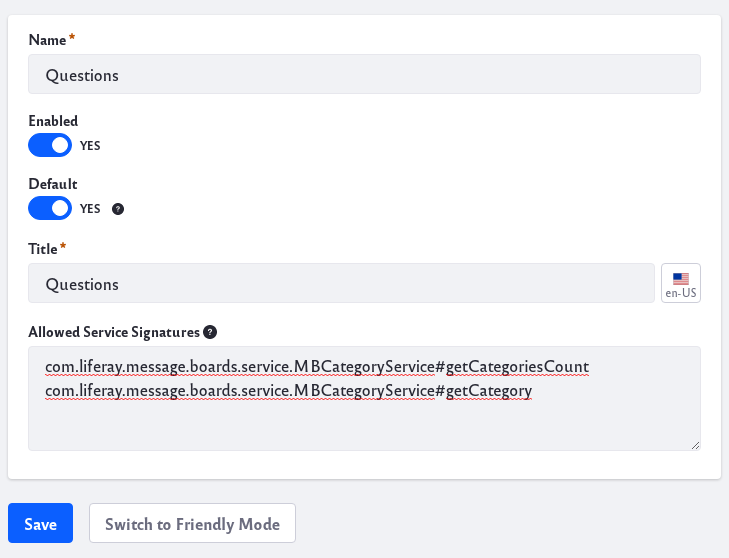 Name *
Questions
Enabled
YES
Default
YES ?
Title *
Questions
en-US
Allowed Service Signatures ?
com.liferay.message.boards.service.MBCategoryService#getCategoriesCount
com.liferay.message.boards.service.MBCategoryService#getCategory
Save Switch to Friendly Mode